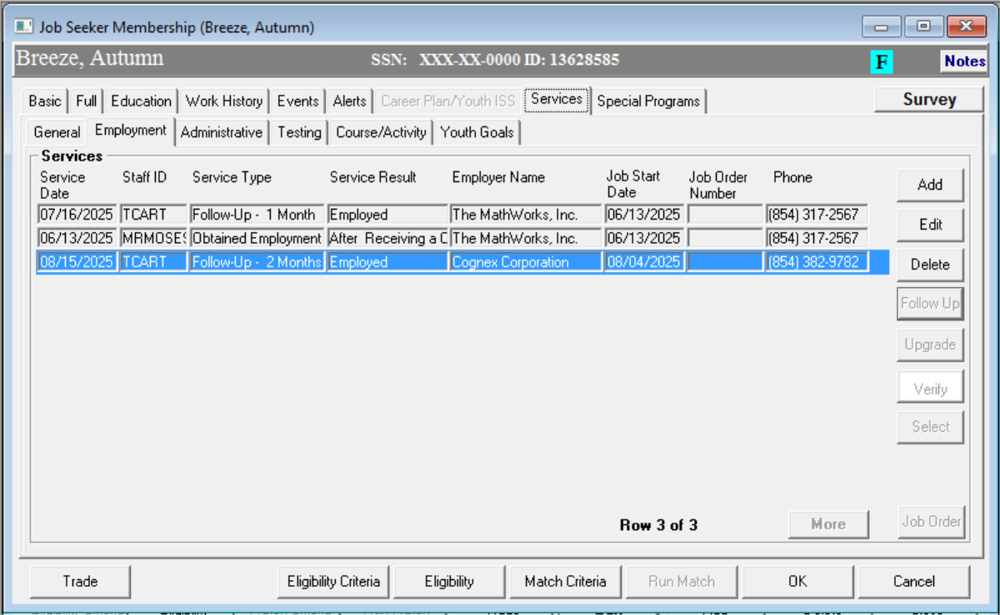 Job Seeker Membership (Breeze, Autumn)
Breeze, Autumn SSN: XXX-XX-0000 ID: 13628585 F Notes
Basic Full Education Work History Events Alerts Career Plan/Youth ISS Services Special Programs Survey
General Employment Administrative Testing Course/Activity Youth Goals
Services
Service Date Staff ID Service Type Service Result Employer Name Job Start Date Job Order Number Phone
07/16/2025 TCART Follow-Up - 1 Month Employed The MathWorks, Inc. 06/13/2025 (854) 317-2567
06/13/2025 MRMOSES Obtained Employment After Receiving a C The MathWorks, Inc. 06/13/2025 (854) 317-2567
08/15/2025 TCART Follow-Up - 2 Months Employed Cognex Corporation 08/04/2025 (854) 382-9782
Add
Edit
Delete
Follow Up
Upgrade
Verify
Select
Row 3 of 3 More Job Order
Trade Eligibility Criteria Eligibility Match Criteria Run Match OK Cancel